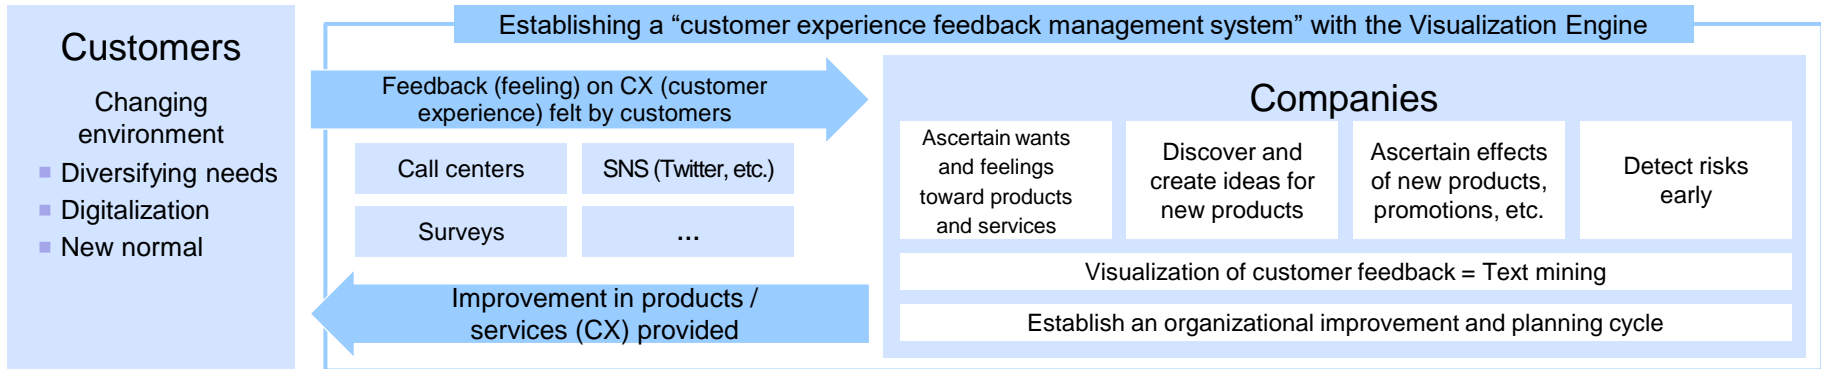 Establishing a “customer experience feedback management system” with the Visualization Engine
Customers
Changing
environment
Diversifying needs
Digitalization
New normal
Feedback (feeling) on CX (customer
experience) felt by customers
Call centers
SNS (Twitter, etc.)
Surveys
...
Improvement in products /
services (CX) provided
Companies
Ascertain wants
and feelings
toward products
and services
Discover and
create ideas for
new products
Ascertain effects
of new products,
promotions, etc.
Detect risks
early
Visualization of customer feedback = Text mining
Establish an organizational improvement and planning cycle